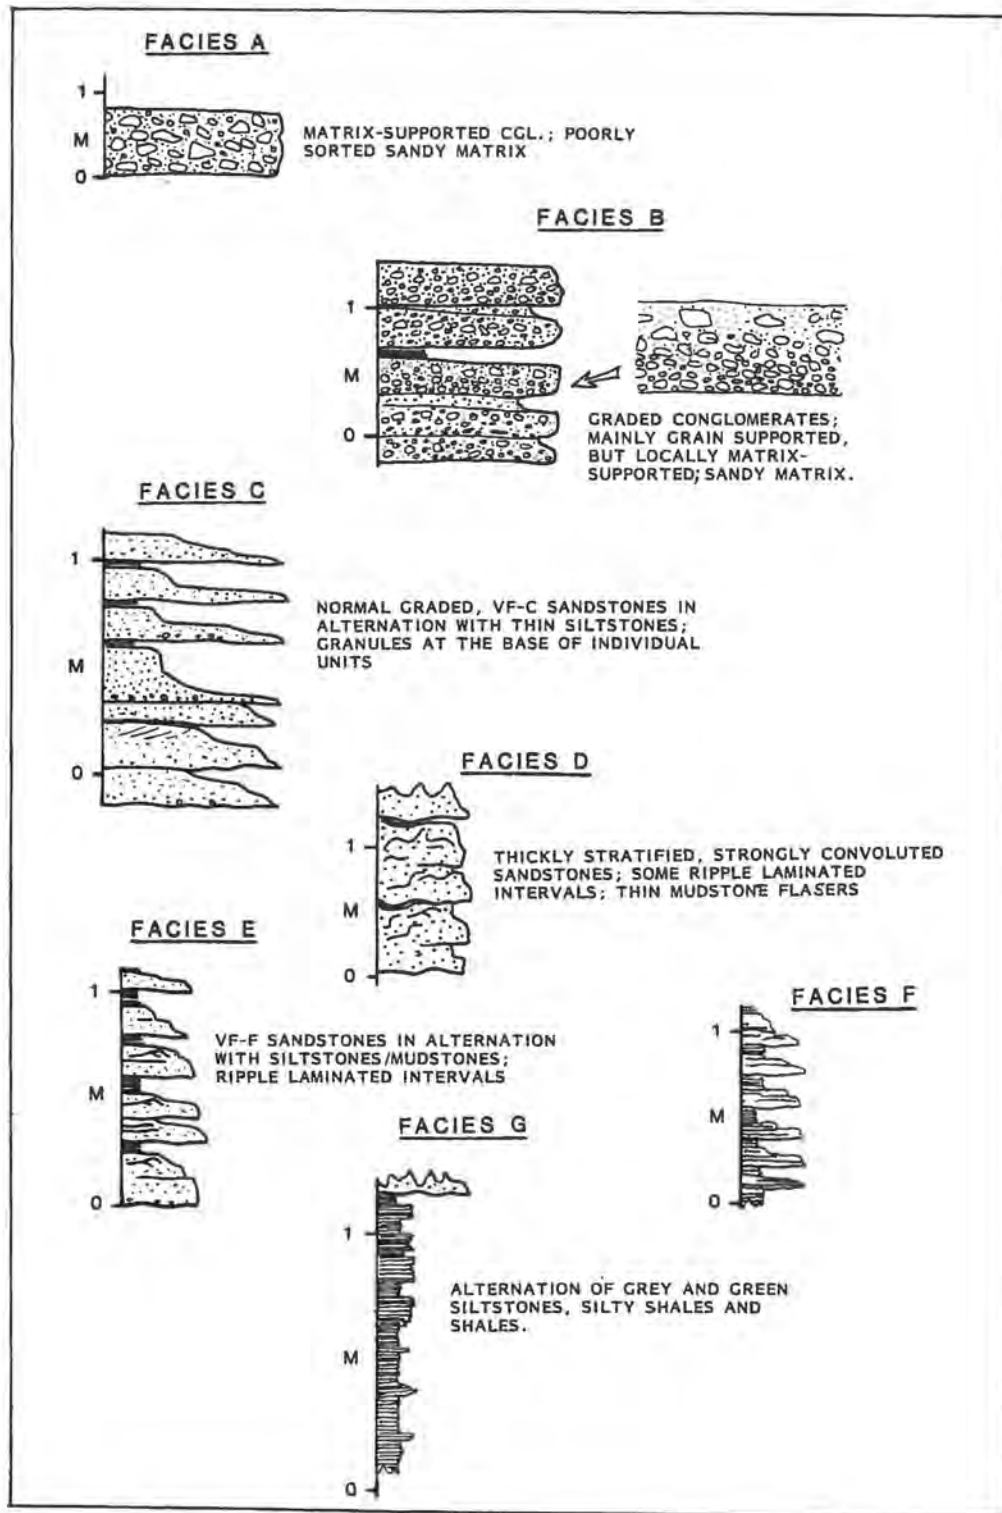 FACIES A
1
M
0
MATRIX-SUPPORTED CGL.; POORLY
SORTED SANDY MATRIX
FACIES B
1
M
0
GRADED CONGLOMERATES;
MAINLY GRAIN SUPPORTED,
BUT LOCALLY MATRIX-
SUPPORTED; SANDY MATRIX.
FACIES C
1
M
0
NORMAL GRADED, VF-C SANDSTONES IN
ALTERNATION WITH THIN SILTSTONES;
GRANULES AT THE BASE OF INDIVIDUAL
UNITS
FACIES D
1
M
0
THICKLY STRATIFIED, STRONGLY CONVOLUTED
SANDSTONES; SOME RIPPLE LAMINATED
INTERVALS; THIN MUDSTONE FLASERS
FACIES E
1
M
0
VF-F SANDSTONES IN ALTERNATION
WITH SILTSTONES/MUDSTONES;
RIPPLE LAMINATED INTERVALS
FACIES F
1
M
0
FACIES G
1
M
0
ALTERNATION OF GREY AND GREEN
SILTSTONES, SILTY SHALES AND
SHALES.